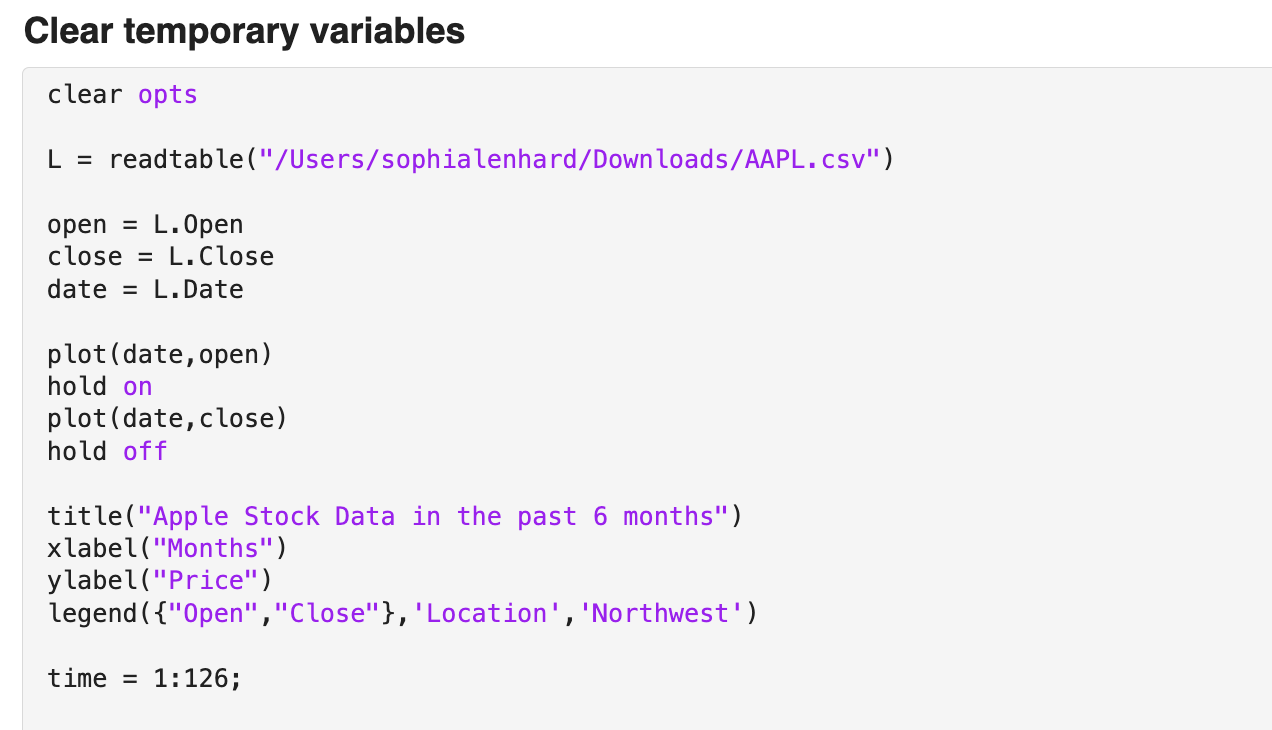 Clear temporary variables
clear opts
L = readtable("/Users/sophialenhard/Downloads/AAPL.csv")
open = L.Open
close = L.Close
date = L.Date
plot(date,open)
hold on
plot(date,close)
hold off
title("Apple Stock Data in the past 6 months")
xlabel("Months")
ylabel("Price")
legend({"Open","Close"},'Location','Northwest')
time = 1:126;